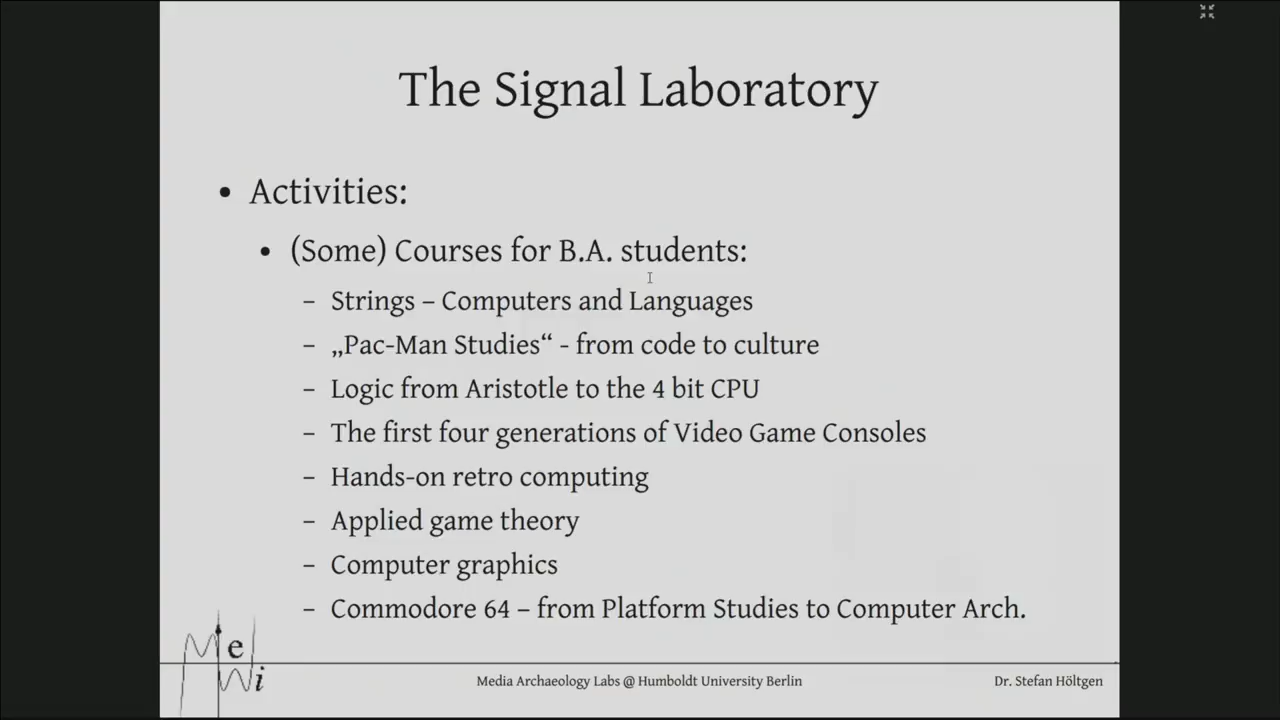 The Signal Laboratory
• Activities:
• (Some) Courses for B.A. students:
– Strings – Computers and Languages
– „Pac-Man Studies“ - from code to culture
– Logic from Aristotle to the 4 bit CPU
– The first four generations of Video Game Consoles
– Hands-on retro computing
– Applied game theory
– Computer graphics
– Commodore 64 – from Platform Studies to Computer Arch.
Me
Wi
Media Archaeology Labs @ Humboldt University Berlin
Dr. Stefan Höltgen